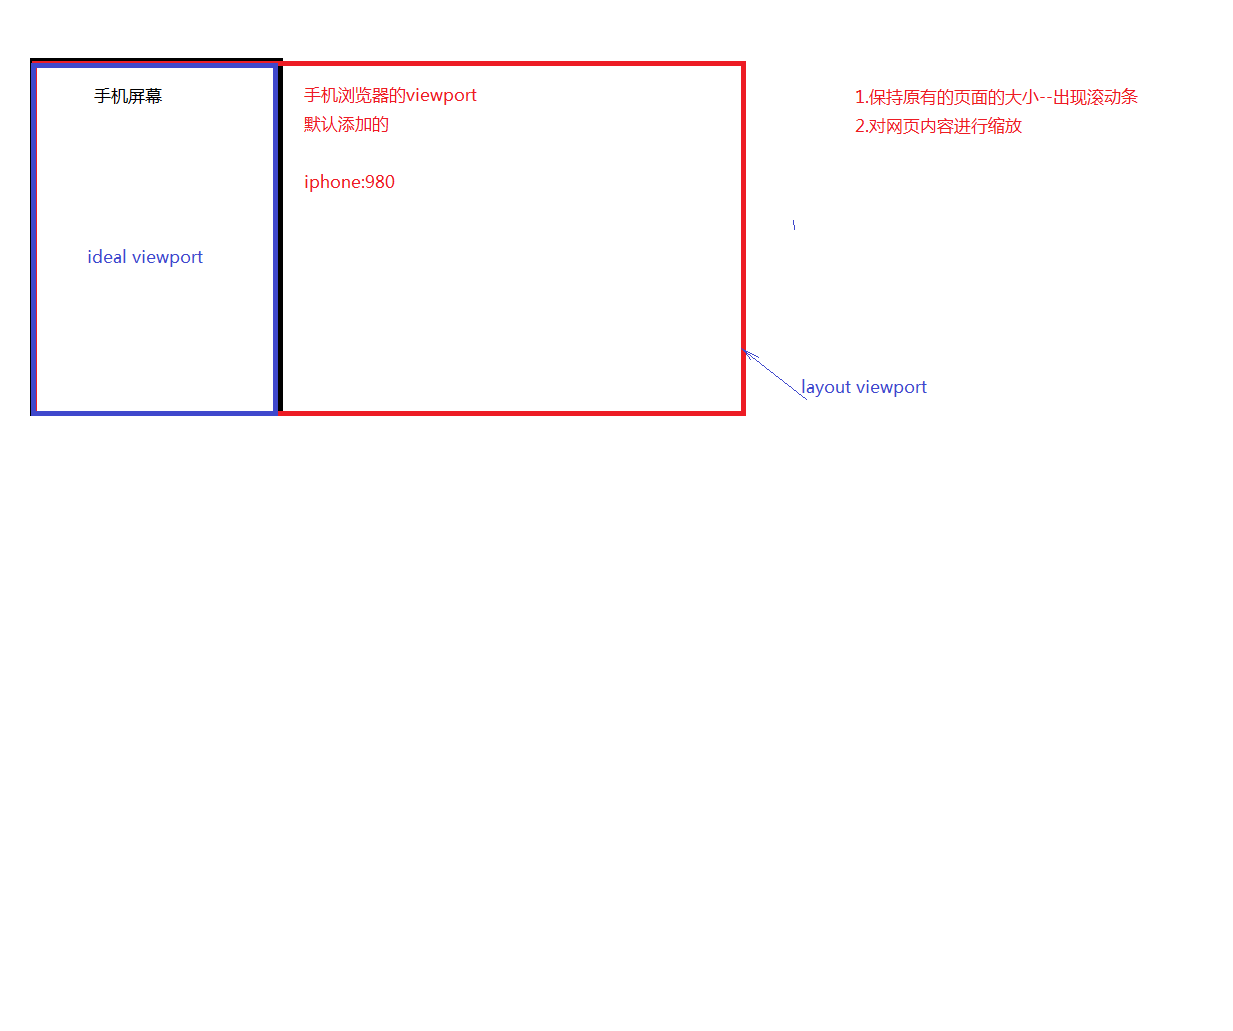 手机屏幕
手机浏览器的viewport
默认添加的
iphone:980
ideal viewport
layout viewport
1.保持原有的页面的大小--出现滚动条
2.对网页内容进行缩放